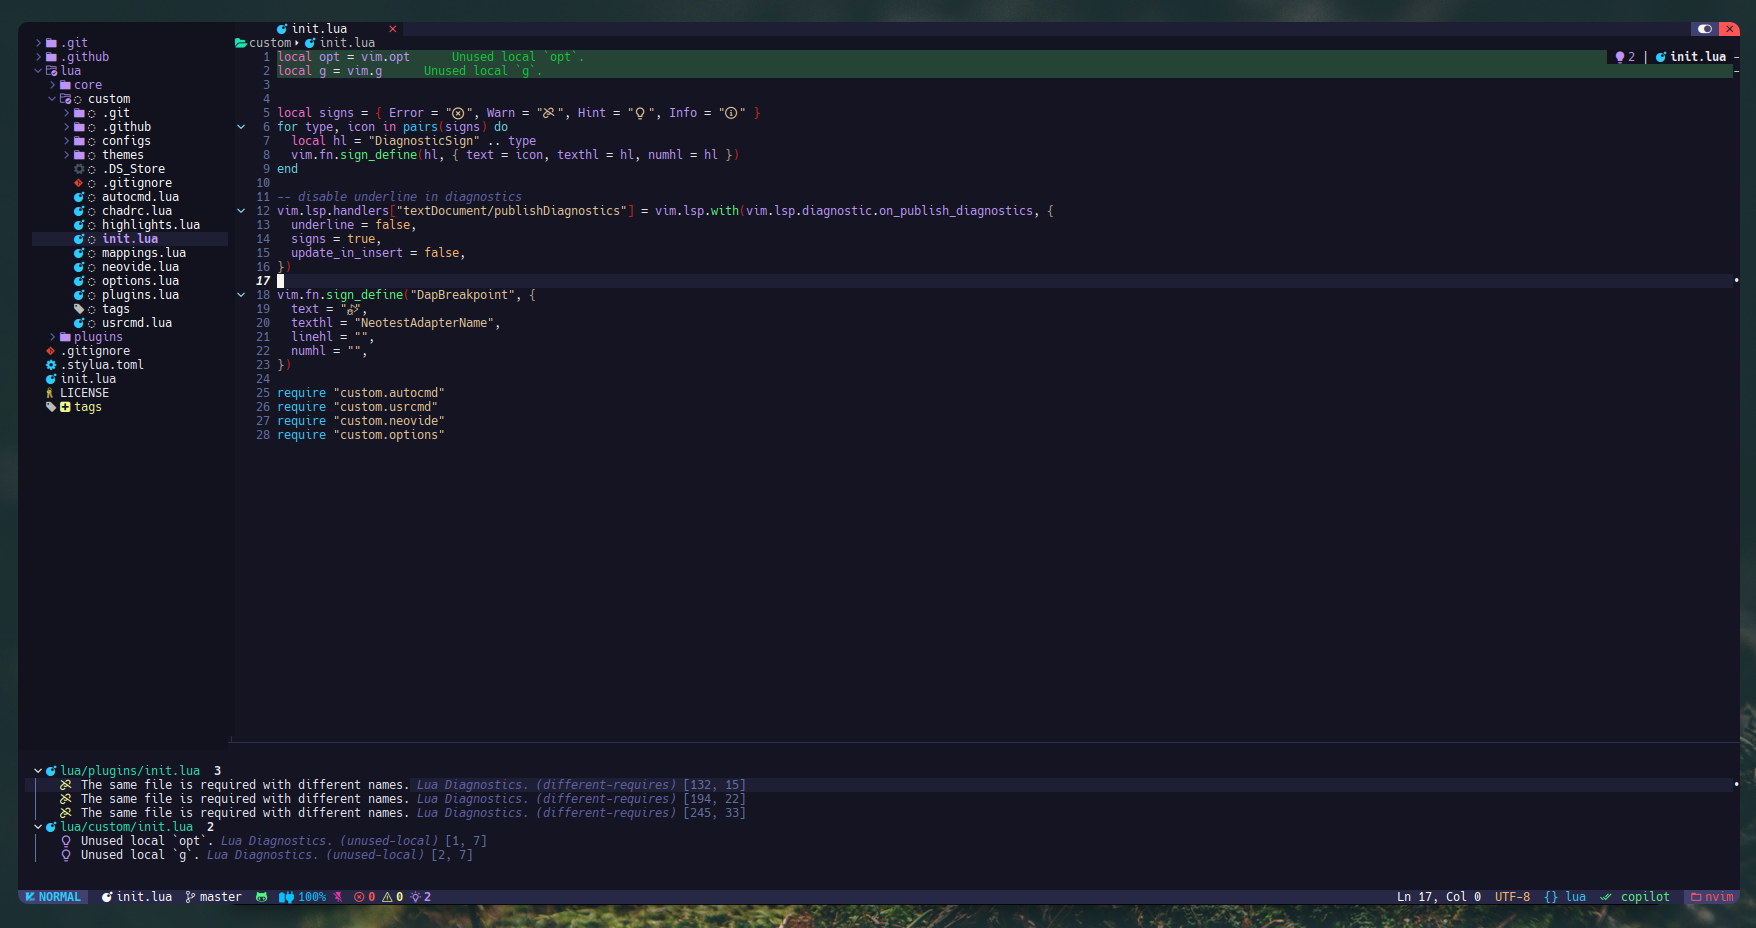 init.lua
.git
.github
lua
core
custom
.git
.github
configs
themes
.DS_Store
.gitignore
autocmd.lua
chadrc.lua
highlights.lua
init.lua
mappings.lua
neovide.lua
options.lua
plugins.lua
tags
usrcmd.lua
plugins
.gitignore
.stylua.toml
init.lua
LICENSE
tags
custom init.lua
1 local opt = vim.opt Unused local `opt`.
2 | init.lua
2 local g = vim.g Unused local `g`.
3
4
5 local signs = { Error = "", Warn = "", Hint = "", Info = "" }
6 for type, icon in pairs(signs) do
7 local hl = "DiagnosticSign" .. type
8 vim.fn.sign_define(hl, { text = icon, texthl = hl, numhl = hl })
9 end
10
11 -- disable underline in diagnostics
12 vim.lsp.handlers["textDocument/publishDiagnostics"] = vim.lsp.with(vim.lsp.diagnostic.on_publish_diagnostics, {
13 underline = false,
14 signs = true,
15 update_in_insert = false,
16 })
17
18 vim.fn.sign_define("DapBreakpoint", {
19 text = "",
20 texthl = "NeotestAdapterName",
21 linehl = "",
22 numhl = "",
23 })
24
25 require "custom.autocmd"
26 require "custom.usrcmd"
27 require "custom.neovide"
28 require "custom.options"
lua/plugins/init.lua 3
The same file is required with different names. Lua Diagnostics. (different-requires) [132, 15]
The same file is required with different names. Lua Diagnostics. (different-requires) [194, 22]
The same file is required with different names. Lua Diagnostics. (different-requires) [245, 33]
lua/custom/init.lua 2
Unused local `opt`. Lua Diagnostics. (unused-local) [1, 7]
Unused local `g`. Lua Diagnostics. (unused-local) [2, 7]
NORMAL init.lua master 100% 0 0 2 Ln 17, Col 0 UTF-8 {} lua copilot nvim